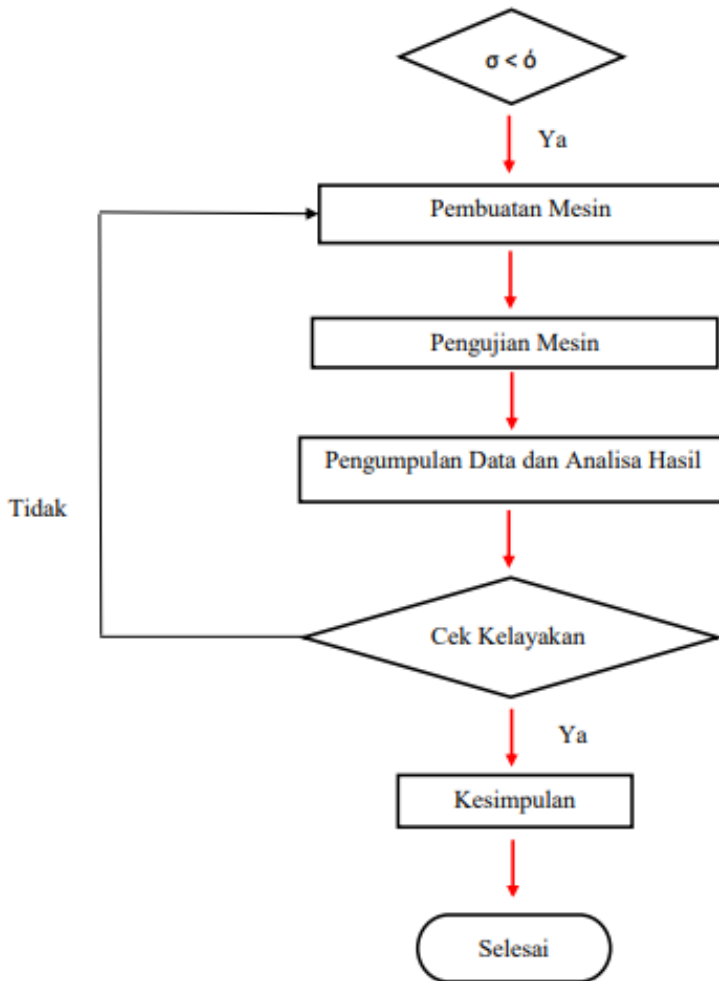 σ < ό
Ya
Pembuatan Mesin
Pengujian Mesin
Pengumpulan Data dan Analisa Hasil
Tidak
Cek Kelayakan
Ya
Kesimpulan
Selesai